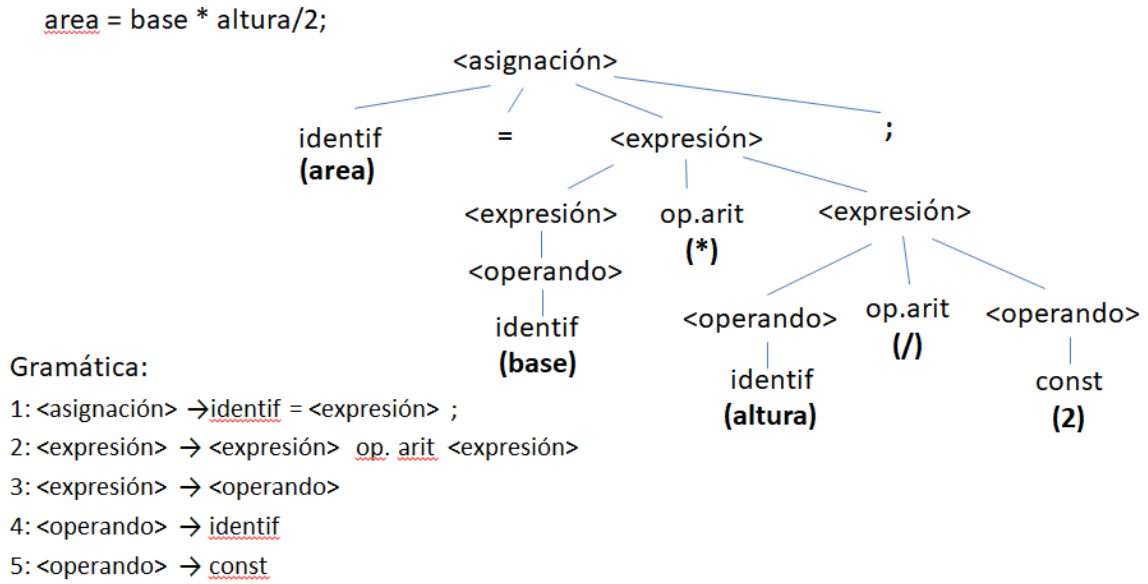 area = base * altura/2;
<asignación>
identif = <expresión> ;
(area)
<expresión> op.arit <expresión>
(*)
<operando>
identif
(base)
<operando> op.arit <operando>
(/)
identif const
(altura) (2)
Gramática:
1: <asignación> →identif = <expresión> ;
2: <expresión> → <expresión> op. arit <expresión>
3: <expresión> → <operando>
4: <operando> → identif
5: <operando> → const